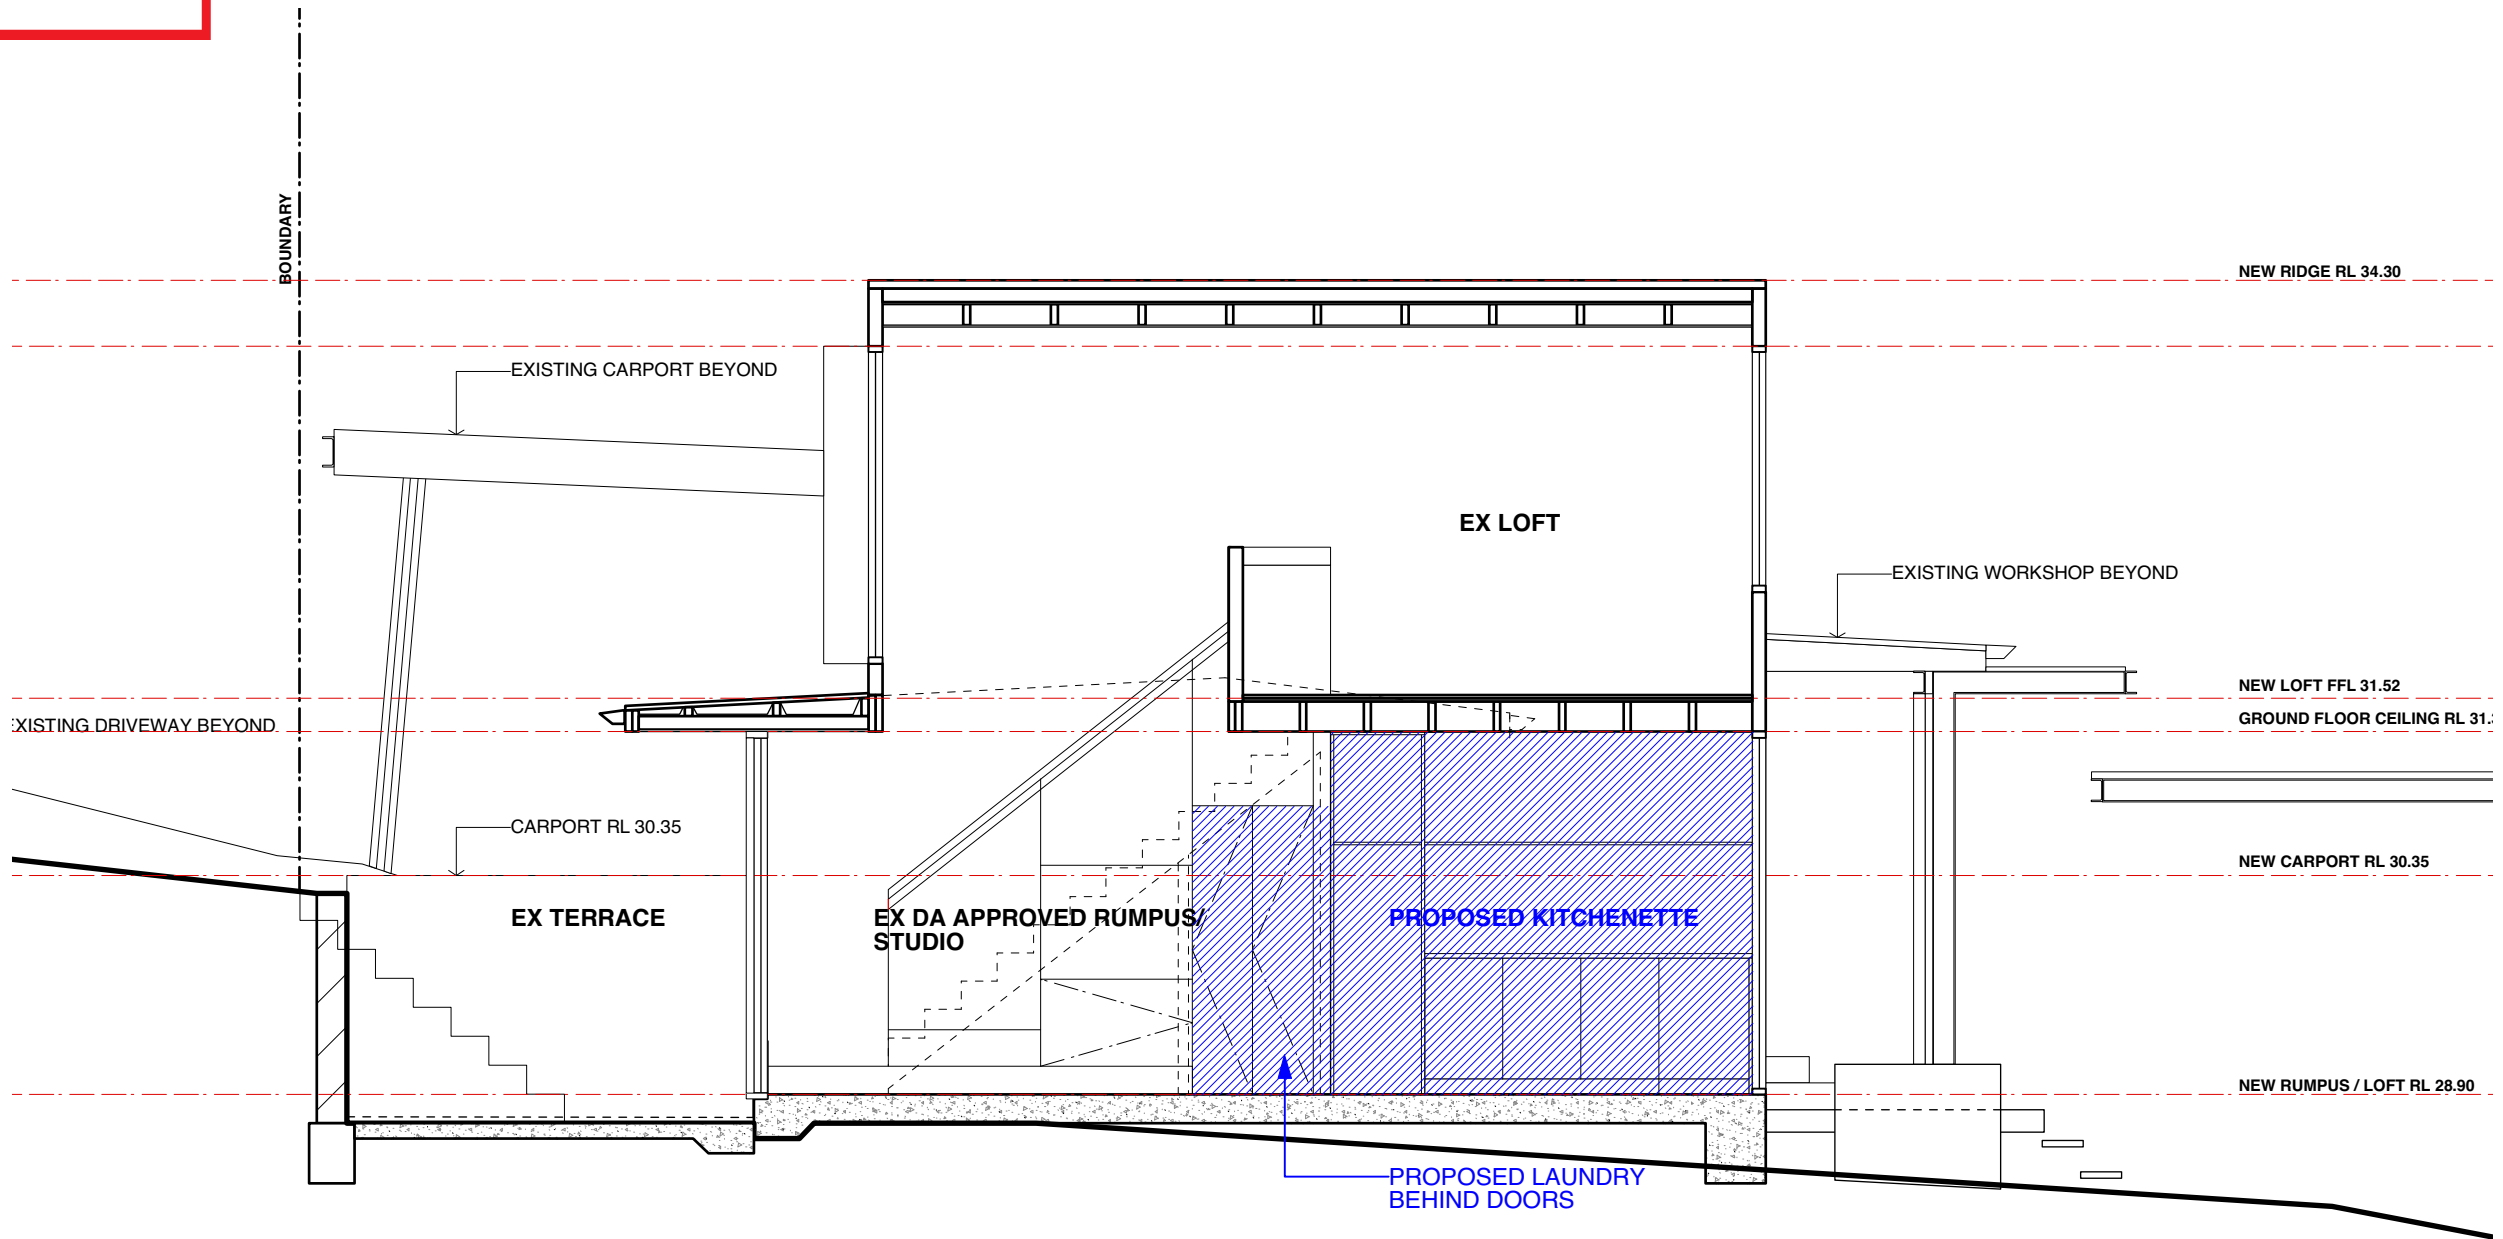 BOUNDARY
NEW RIDGE RL 34.30
EXISTING CARPORT BEYOND
EX LOFT
EXISTING WORKSHOP BEYOND
NEW LOFT FFL 31.52
GROUND FLOOR CEILING RL 31.
EXISTING DRIVEWAY BEYOND
CARPORT RL 30.35
NEW CARPORT RL 30.35
EX TERRACE
EX DA APPROVED RUMPUS/
STUDIO
PROPOSED KITCHENETTE
NEW RUMPUS / LOFT RL 28.90
PROPOSED LAUNDRY
BEHIND DOORS